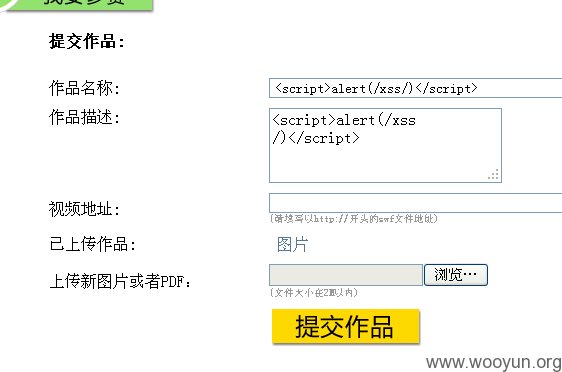 我要参赛
提交作品:
作品名称: <script>alert(/xss/)</script>
作品描述: <script>alert(/xss
/)</script>
视频地址:
(请填写以http://开头的swf文件地址)
已上传作品: 图片
上传新图片或者PDF: 浏览…
(文件大小在2M以内)
提交作品
www.wooyun.org